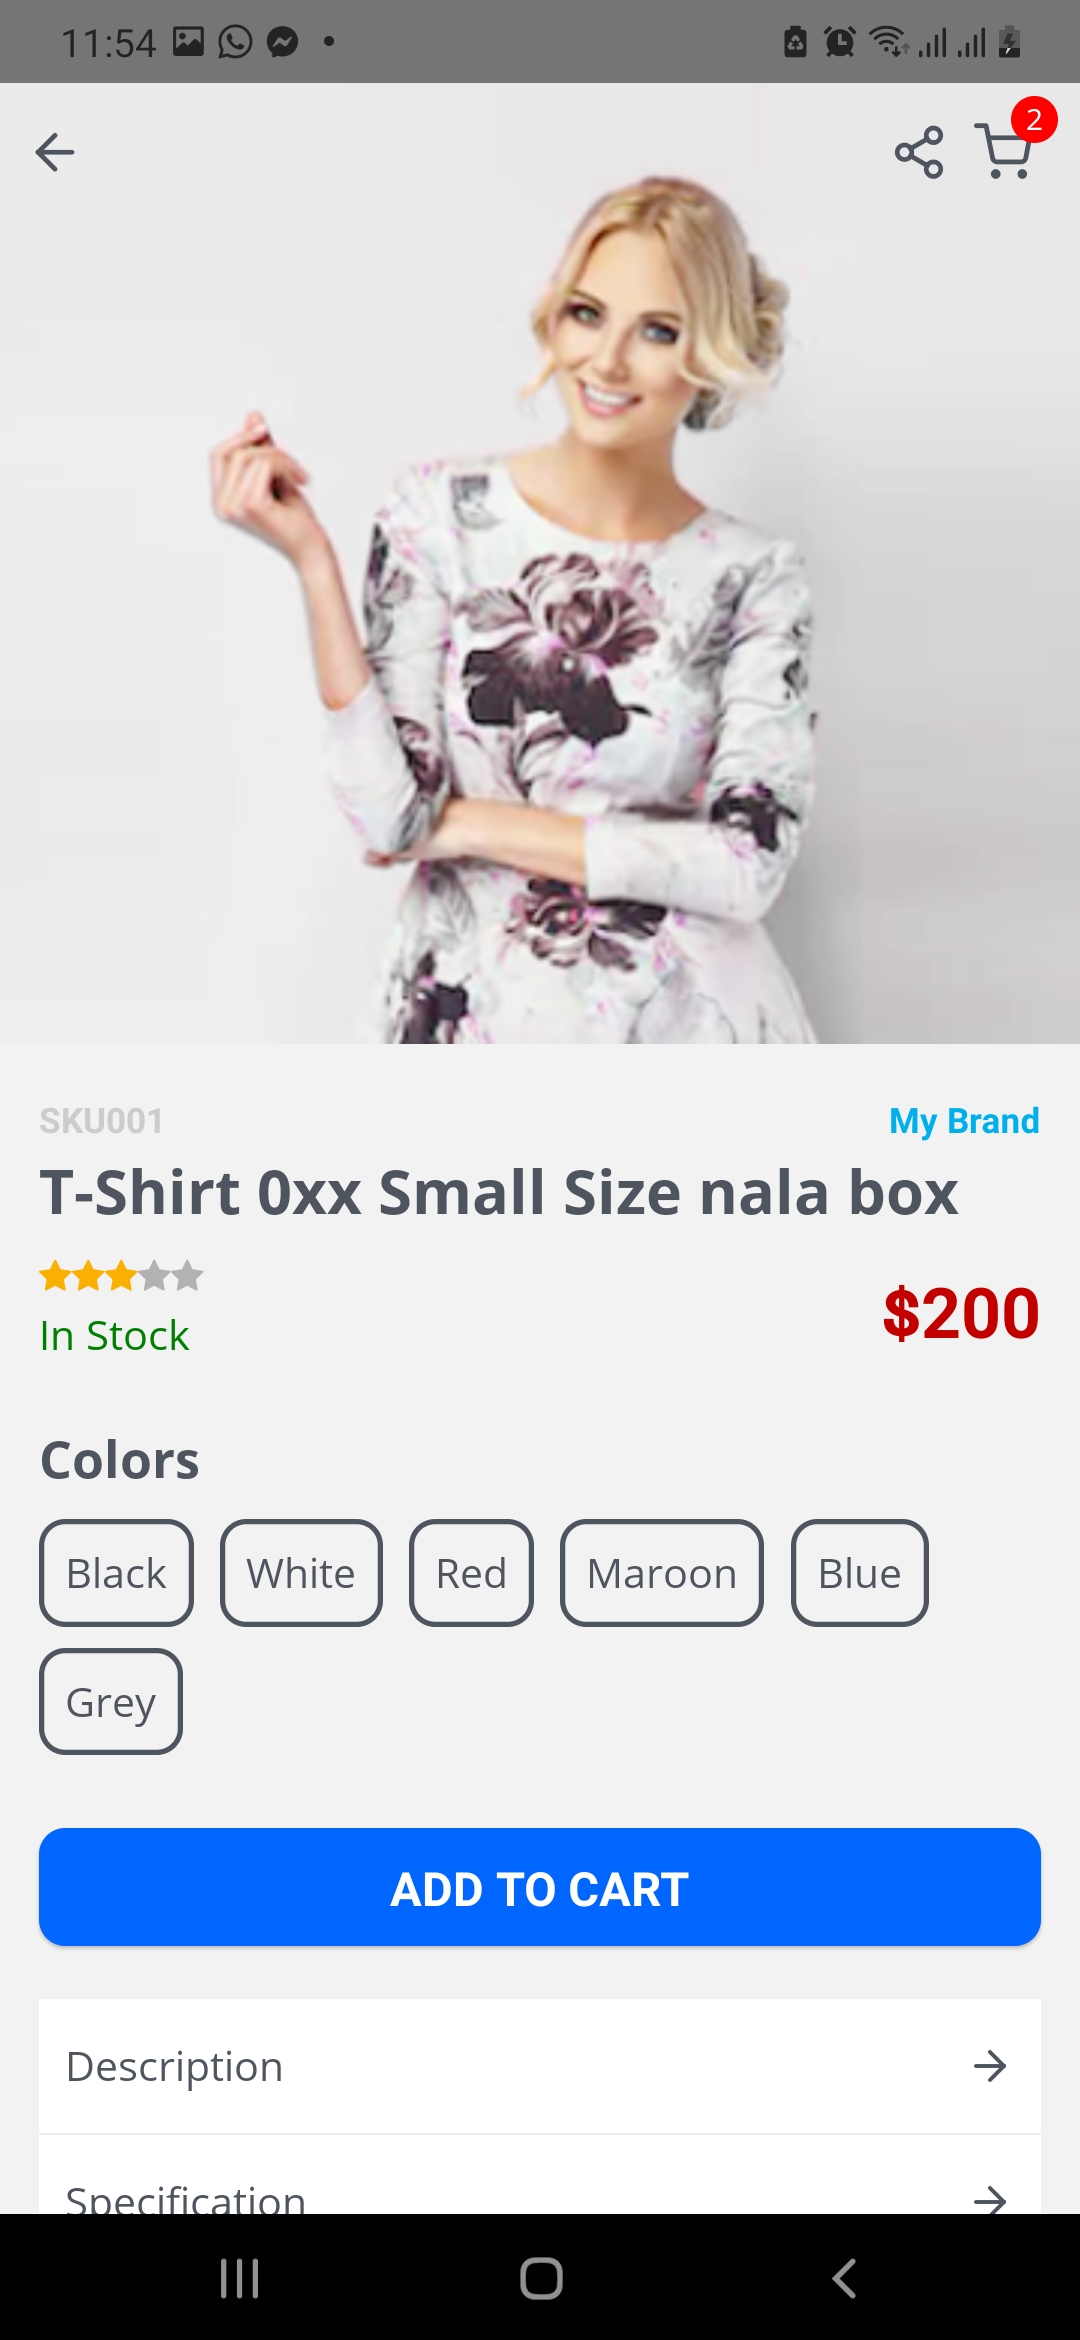 11:54
2
SKU001 My Brand
T-Shirt 0xx Small Size nala box
$200
In Stock
Colors
Black White Red Maroon Blue
Grey
ADD TO CART
Description
Specification